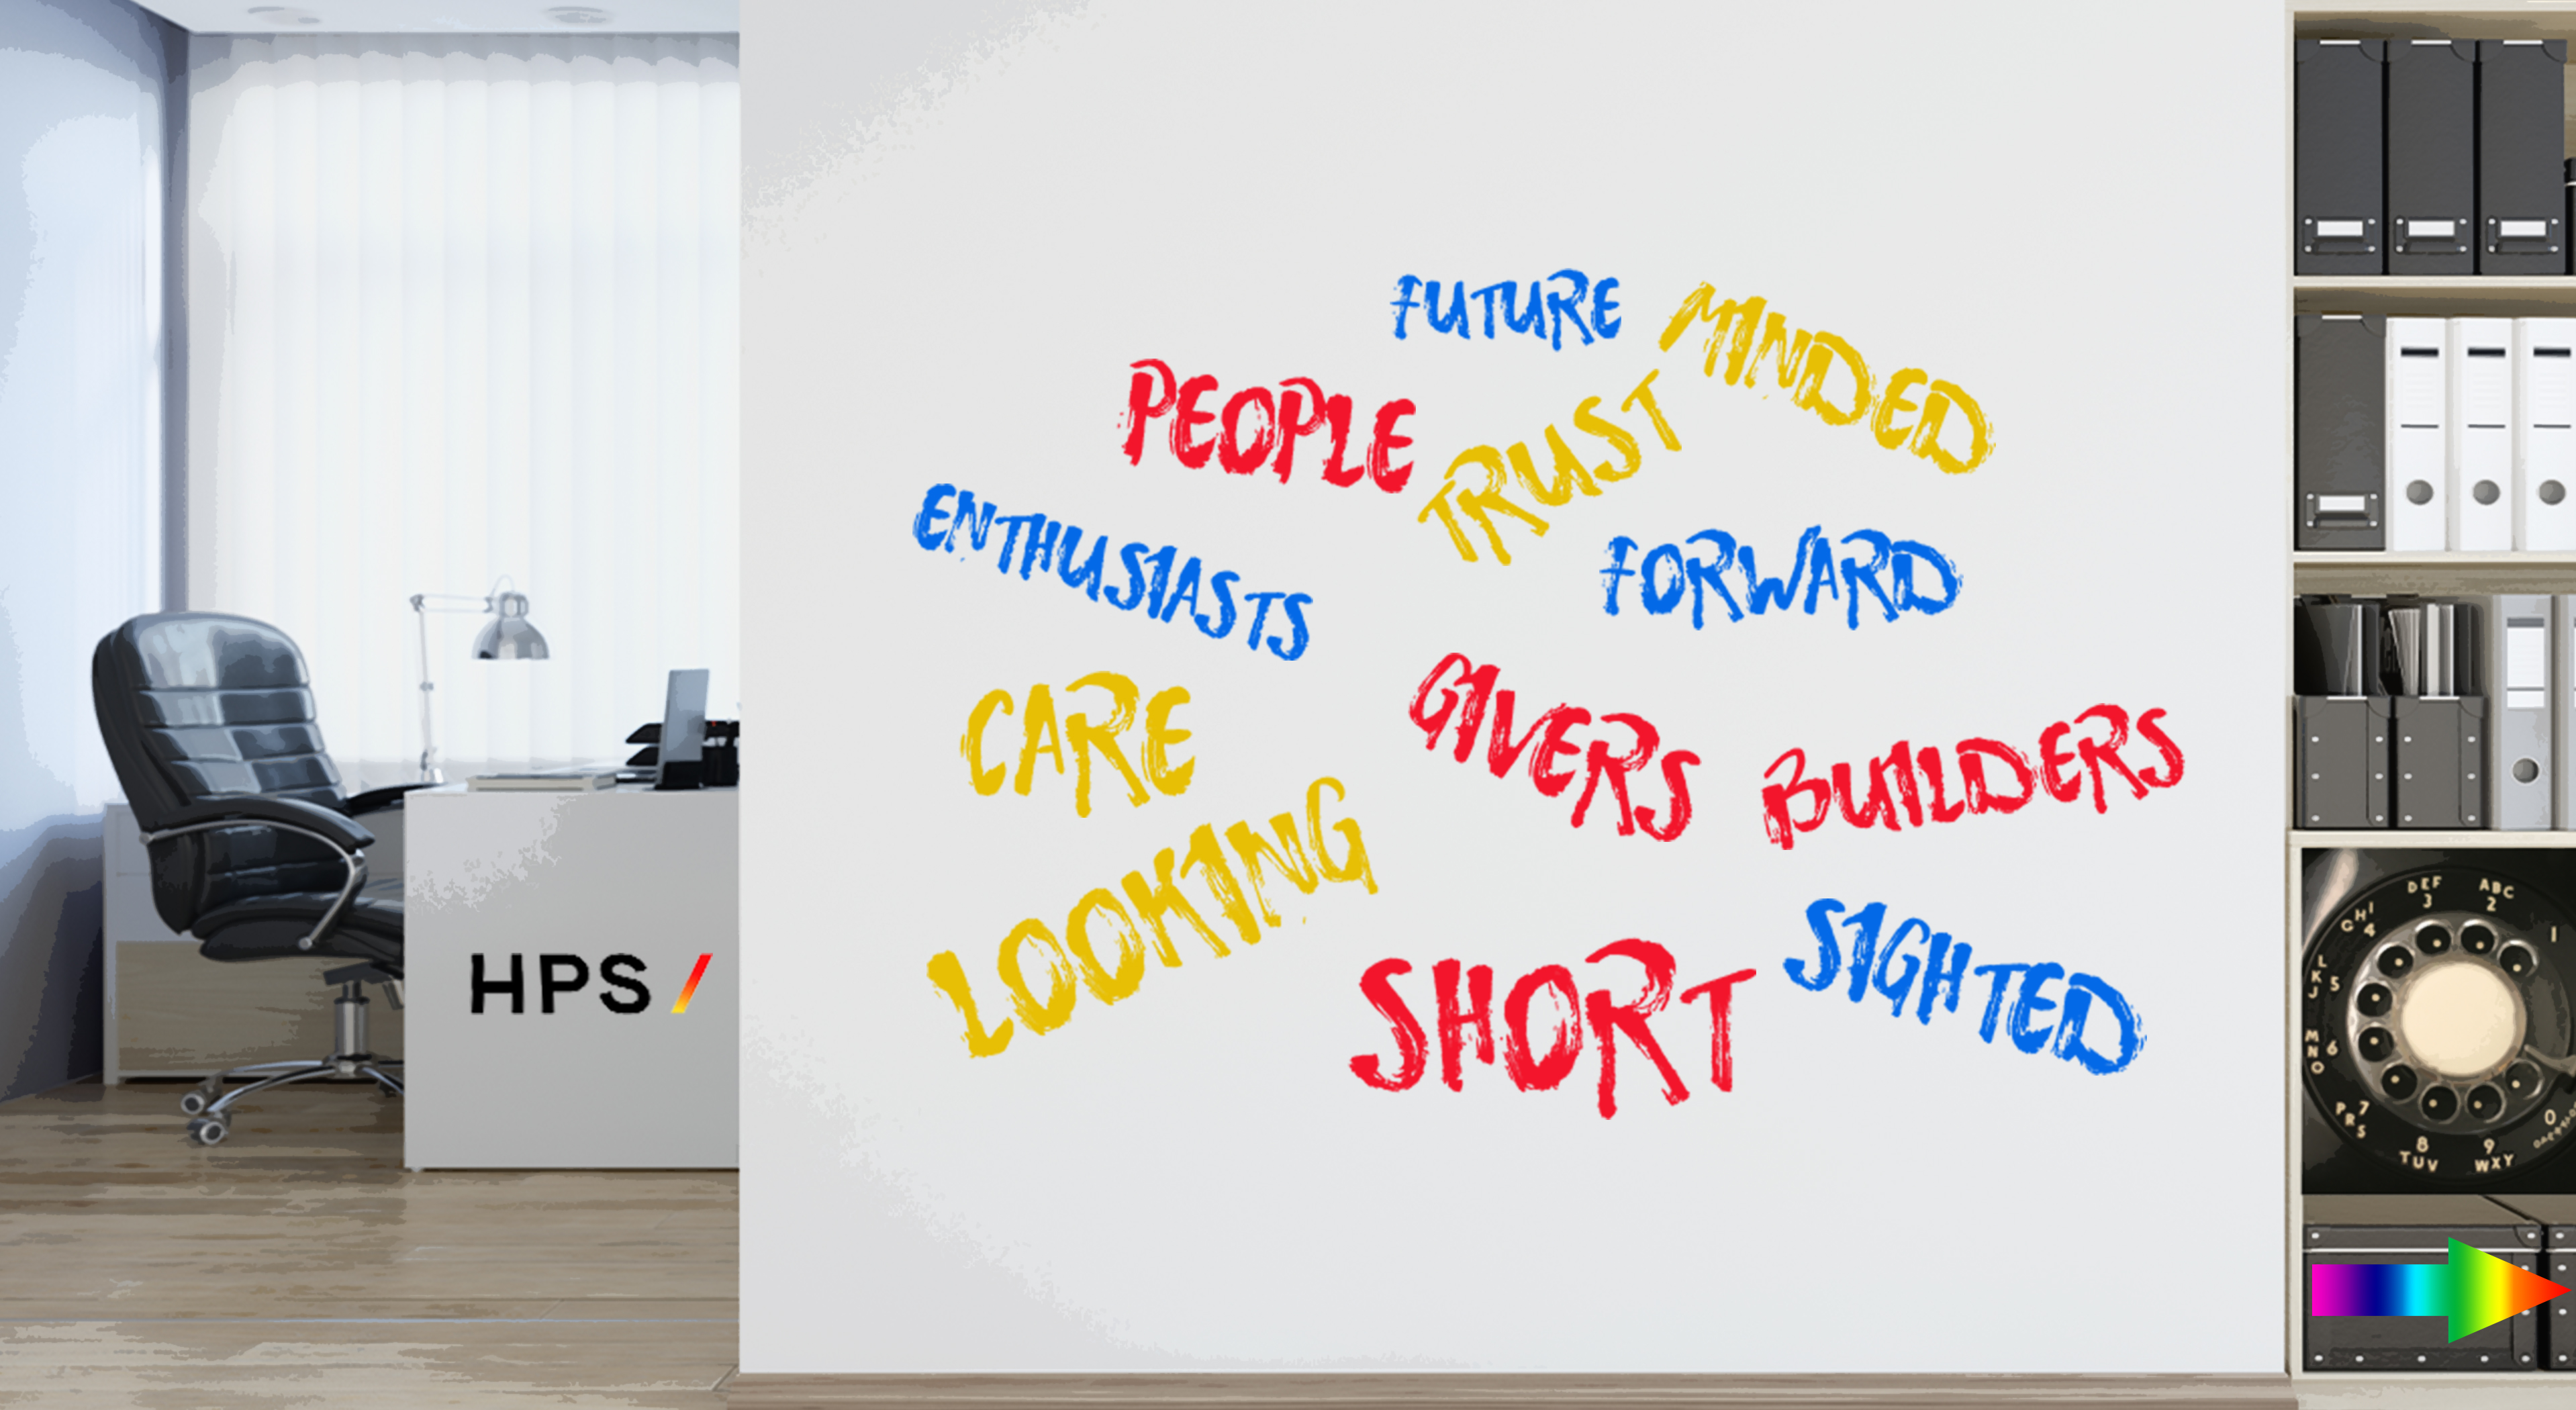 FUTURE
MINDED
PEOPLE
TRUST
ENTHUSIASTS
FORWARD
CARE
GIVERS
BUILDERS
LOOKING
SHORT
SIGHTED
HPS/
ABC
2
DEF
3
GHI
4
JKL
5
MNO
6
PRS
7
TUV
8
WXY
9
0
1